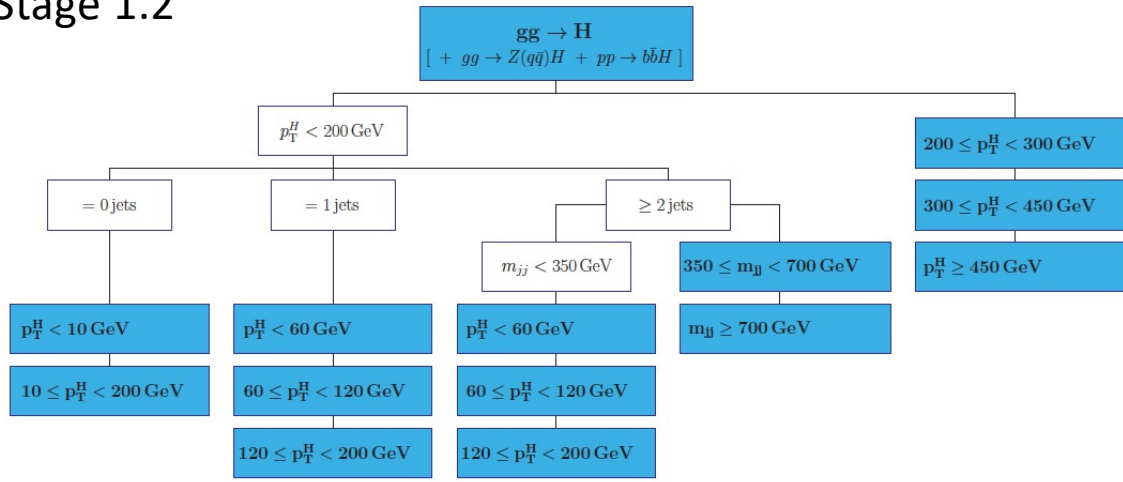 Stage 1.2
gg → H
[ + gg → Z(qq̄)H + pp → bb̄H ]
p_T^H < 200 GeV
200 ≤ p_T^H < 300 GeV
= 0 jets
= 1 jets
≥ 2 jets
300 ≤ p_T^H < 450 GeV
m_jj < 350 GeV
350 ≤ m_jj < 700 GeV
p_T^H ≥ 450 GeV
p_T^H < 10 GeV
p_T^H < 60 GeV
p_T^H < 60 GeV
m_jj ≥ 700 GeV
10 ≤ p_T^H < 200 GeV
60 ≤ p_T^H < 120 GeV
60 ≤ p_T^H < 120 GeV
120 ≤ p_T^H < 200 GeV
120 ≤ p_T^H < 200 GeV